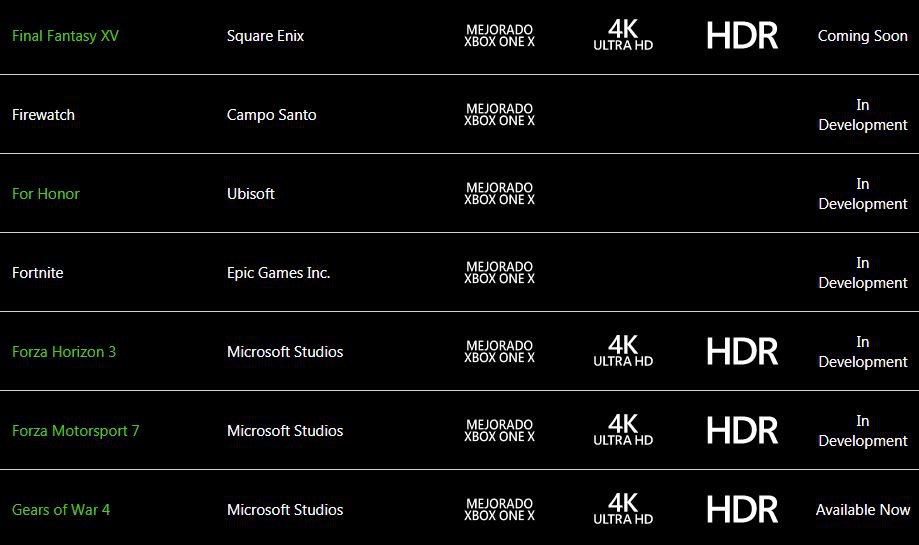 Final Fantasy XV Square Enix MEJORADO XBOX ONE X 4K ULTRA HD HDR Coming Soon
Firewatch Campo Santo MEJORADO XBOX ONE X In Development
For Honor Ubisoft MEJORADO XBOX ONE X In Development
Fortnite Epic Games Inc. MEJORADO XBOX ONE X In Development
Forza Horizon 3 Microsoft Studios MEJORADO XBOX ONE X 4K ULTRA HD HDR In Development
Forza Motorsport 7 Microsoft Studios MEJORADO XBOX ONE X 4K ULTRA HD HDR In Development
Gears of War 4 Microsoft Studios MEJORADO XBOX ONE X 4K ULTRA HD HDR Available Now